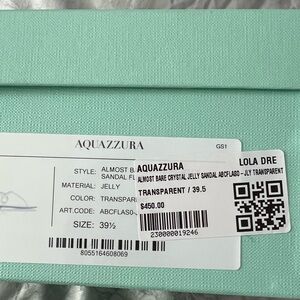 AQUAZZURA
GS1
STYLE: ALMOST BA
SANDAL FL
MATERIAL: JELLY
COLOR: TRANSPAR
ART.CODE: ABCFLAS0-J
SIZE: 39½
8055164608069
AQUAZZURA
LOLA DRE
ALMOST BARE CRYSTAL JELLY SANDAL ABCFLAS0 - JLY TRANSPARENT
TRANSPARENT / 39.5
$450.00
230000019246